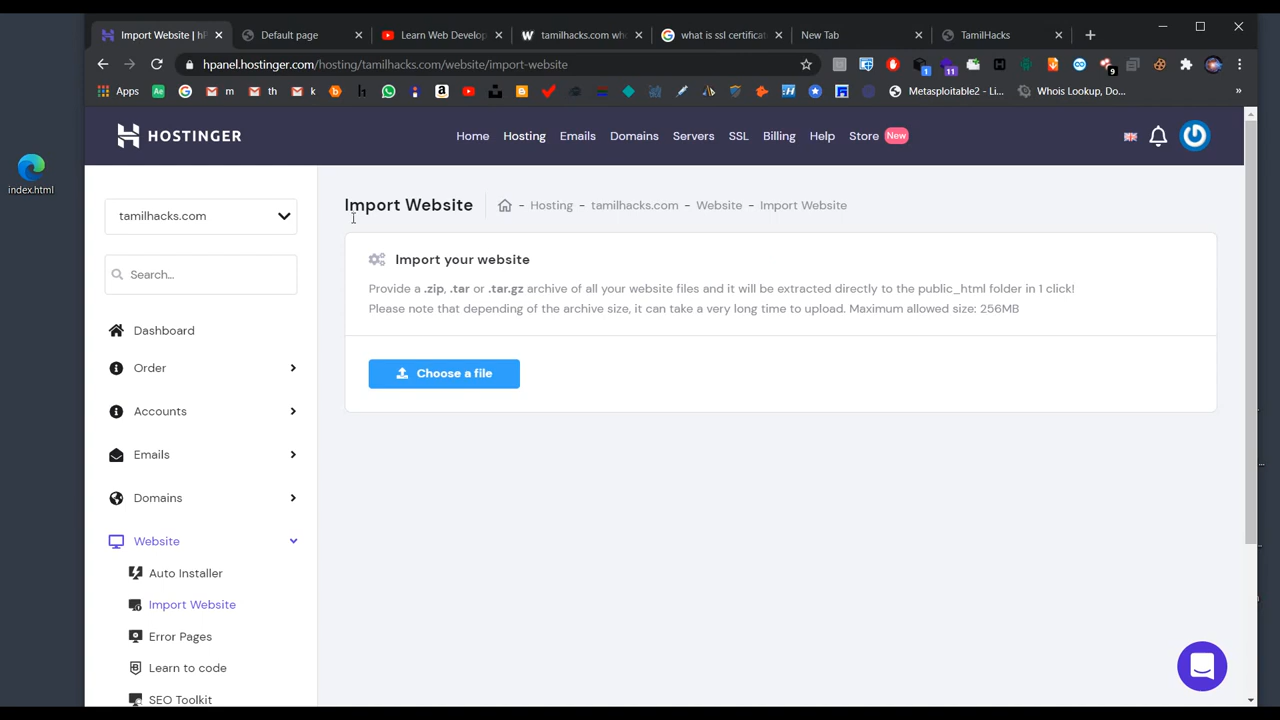 Import Website | hP
Default page
Learn Web Develop
tamilhacks.com whe
what is ssl certificat
New Tab
TamilHacks
hpanel.hostinger.com/hosting/tamilhacks.com/website/import-website
Apps
m
th
k
Metasploitable2 - Li...
Whois Lookup, Do...
index.html
HOSTINGER
Home
Hosting
Emails
Domains
Servers
SSL
Billing
Help
Store New
tamilhacks.com
Search...
Dashboard
Order
Accounts
Emails
Domains
Website
Auto Installer
Import Website
Error Pages
Learn to code
SEO Toolkit
Import Website
- Hosting - tamilhacks.com - Website - Import Website
Import your website
Provide a .zip, .tar or .tar.gz archive of all your website files and it will be extracted directly to the public_html folder in 1 click!
Please note that depending of the archive size, it can take a very long time to upload. Maximum allowed size: 256MB
Choose a file